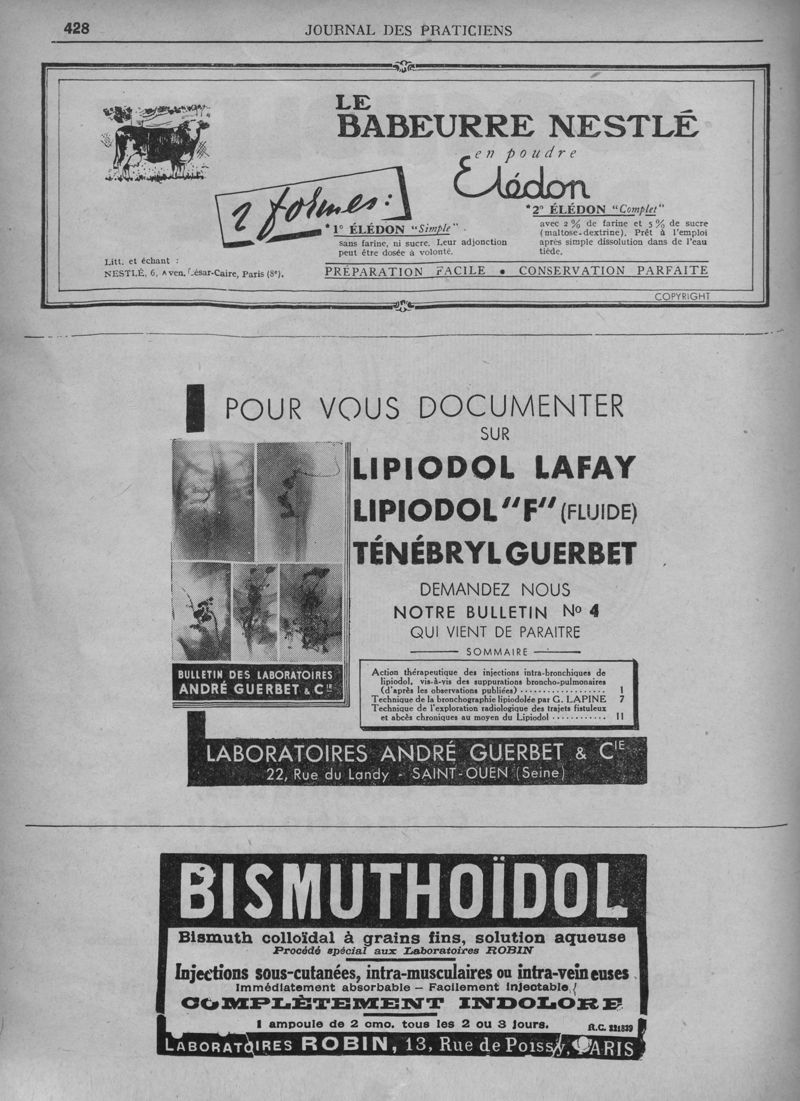 428
JOURNAL DES PRATICIENS
LE
BABEURRE NESTLÉ
en poudre
Elédon
2 formes :
*1° ÉLÉDON "Simple"
sans farine, ni sucre. Leur adjonction
peut être dosée à volonté.
*2° ÉLÉDON "Complet"
avec 2 % de farine et 5 % de sucre
(maltose-dextrine). Prêt à l'emploi
après simple dissolution dans de l'eau
tiède.
Litt. et échant :
NESTLÉ, 6, Aven. César-Caire, Paris (8e).
PRÉPARATION FACILE • CONSERVATION PARFAITE
COPYRIGHT
POUR VOUS DOCUMENTER
SUR
LIPIODOL LAFAY
LIPIODOL "F" (FLUIDE)
TÉNÉBRYL GUERBET
DEMANDEZ NOUS
NOTRE BULLETIN No 4
QUI VIENT DE PARAITRE
SOMMAIRE
Action thérapeutique des injections intra-bronchiques de
lipiodol, vis-à-vis des suppurations broncho-pulmonaires
(d'après les observations publiées) .................. 1
Technique de la bronchographie lipiodolée par G. LAPINE 7
Technique de l'exploration radiologique des trajets fistuleux
et abcès chroniques au moyen du Lipiodol ............ 11
BULLETIN DES LABORATOIRES
ANDRÉ GUERBET & Cie
LABORATOIRES ANDRÉ GUERBET & CIE
22, Rue du Landy - SAINT-OUEN (Seine)
BISMUTHOÏDOL
Bismuth colloïdal à grains fins, solution aqueuse
Procédé spécial aux Laboratoires ROBIN
Injections sous-cutanées, intra-musculaires ou intra-veineuses
Immédiatement absorbable – Facilement injectable
COMPLÈTEMENT INDOLORE
1 ampoule de 2 cmc. tous les 2 ou 3 jours.
R.C. 221839
LABORATOIRES ROBIN, 13, Rue de Poissy, PARIS